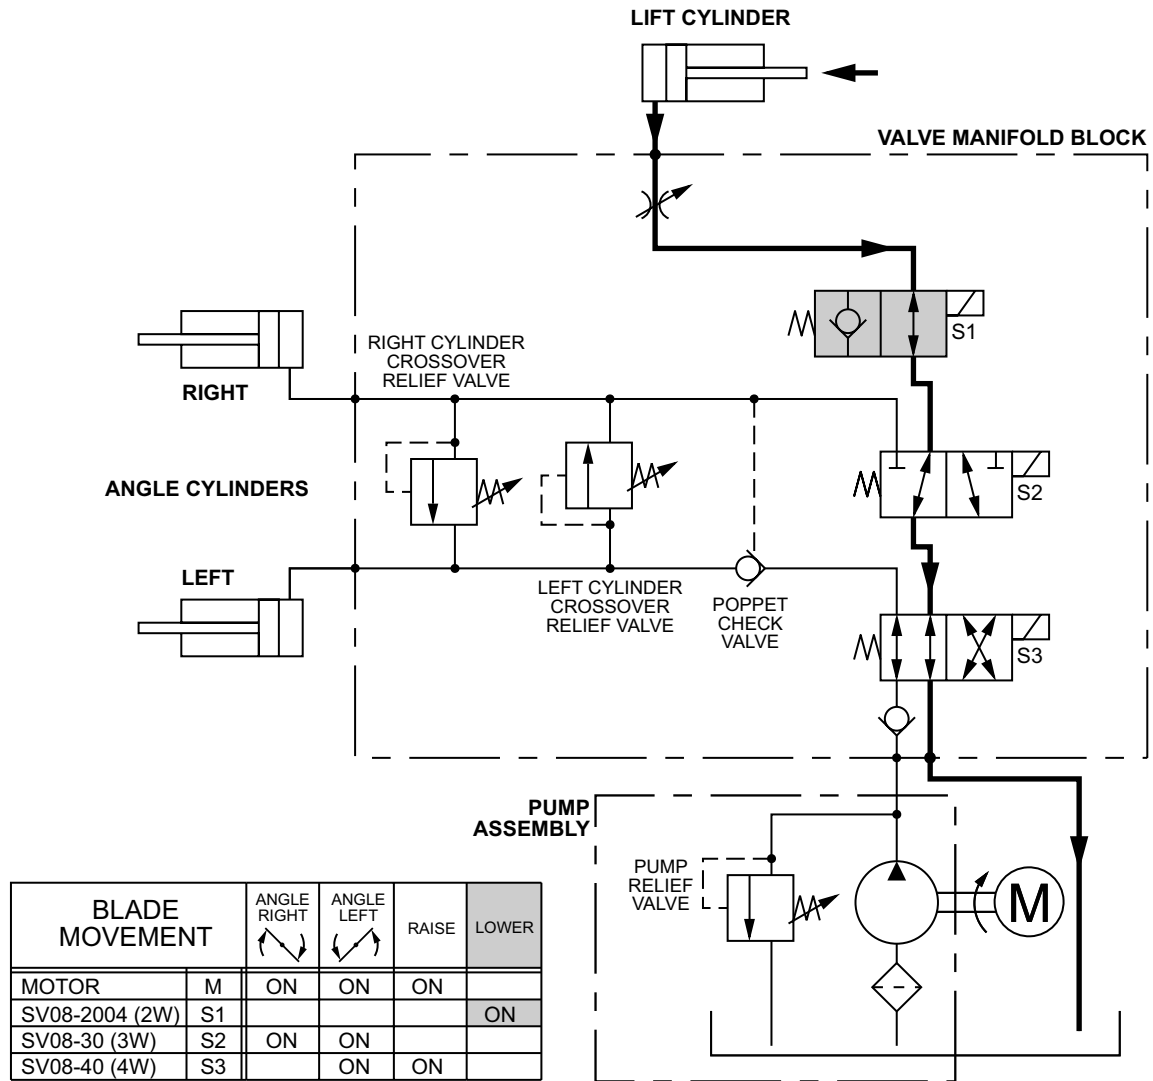 LIFT CYLINDER
VALVE MANIFOLD BLOCK
S1
RIGHT CYLINDER
CROSSOVER
RELIEF VALVE
RIGHT
ANGLE CYLINDERS
S2
LEFT
LEFT CYLINDER
CROSSOVER
RELIEF VALVE
POPPET
CHECK
VALVE
S3
PUMP
ASSEMBLY
PUMP
RELIEF
VALVE
M
BLADE
MOVEMENT
ANGLE
RIGHT
ANGLE
LEFT
RAISE
LOWER
MOTOR M ON ON ON
SV08-2004 (2W) S1 ON
SV08-30 (3W) S2 ON ON
SV08-40 (4W) S3 ON ON